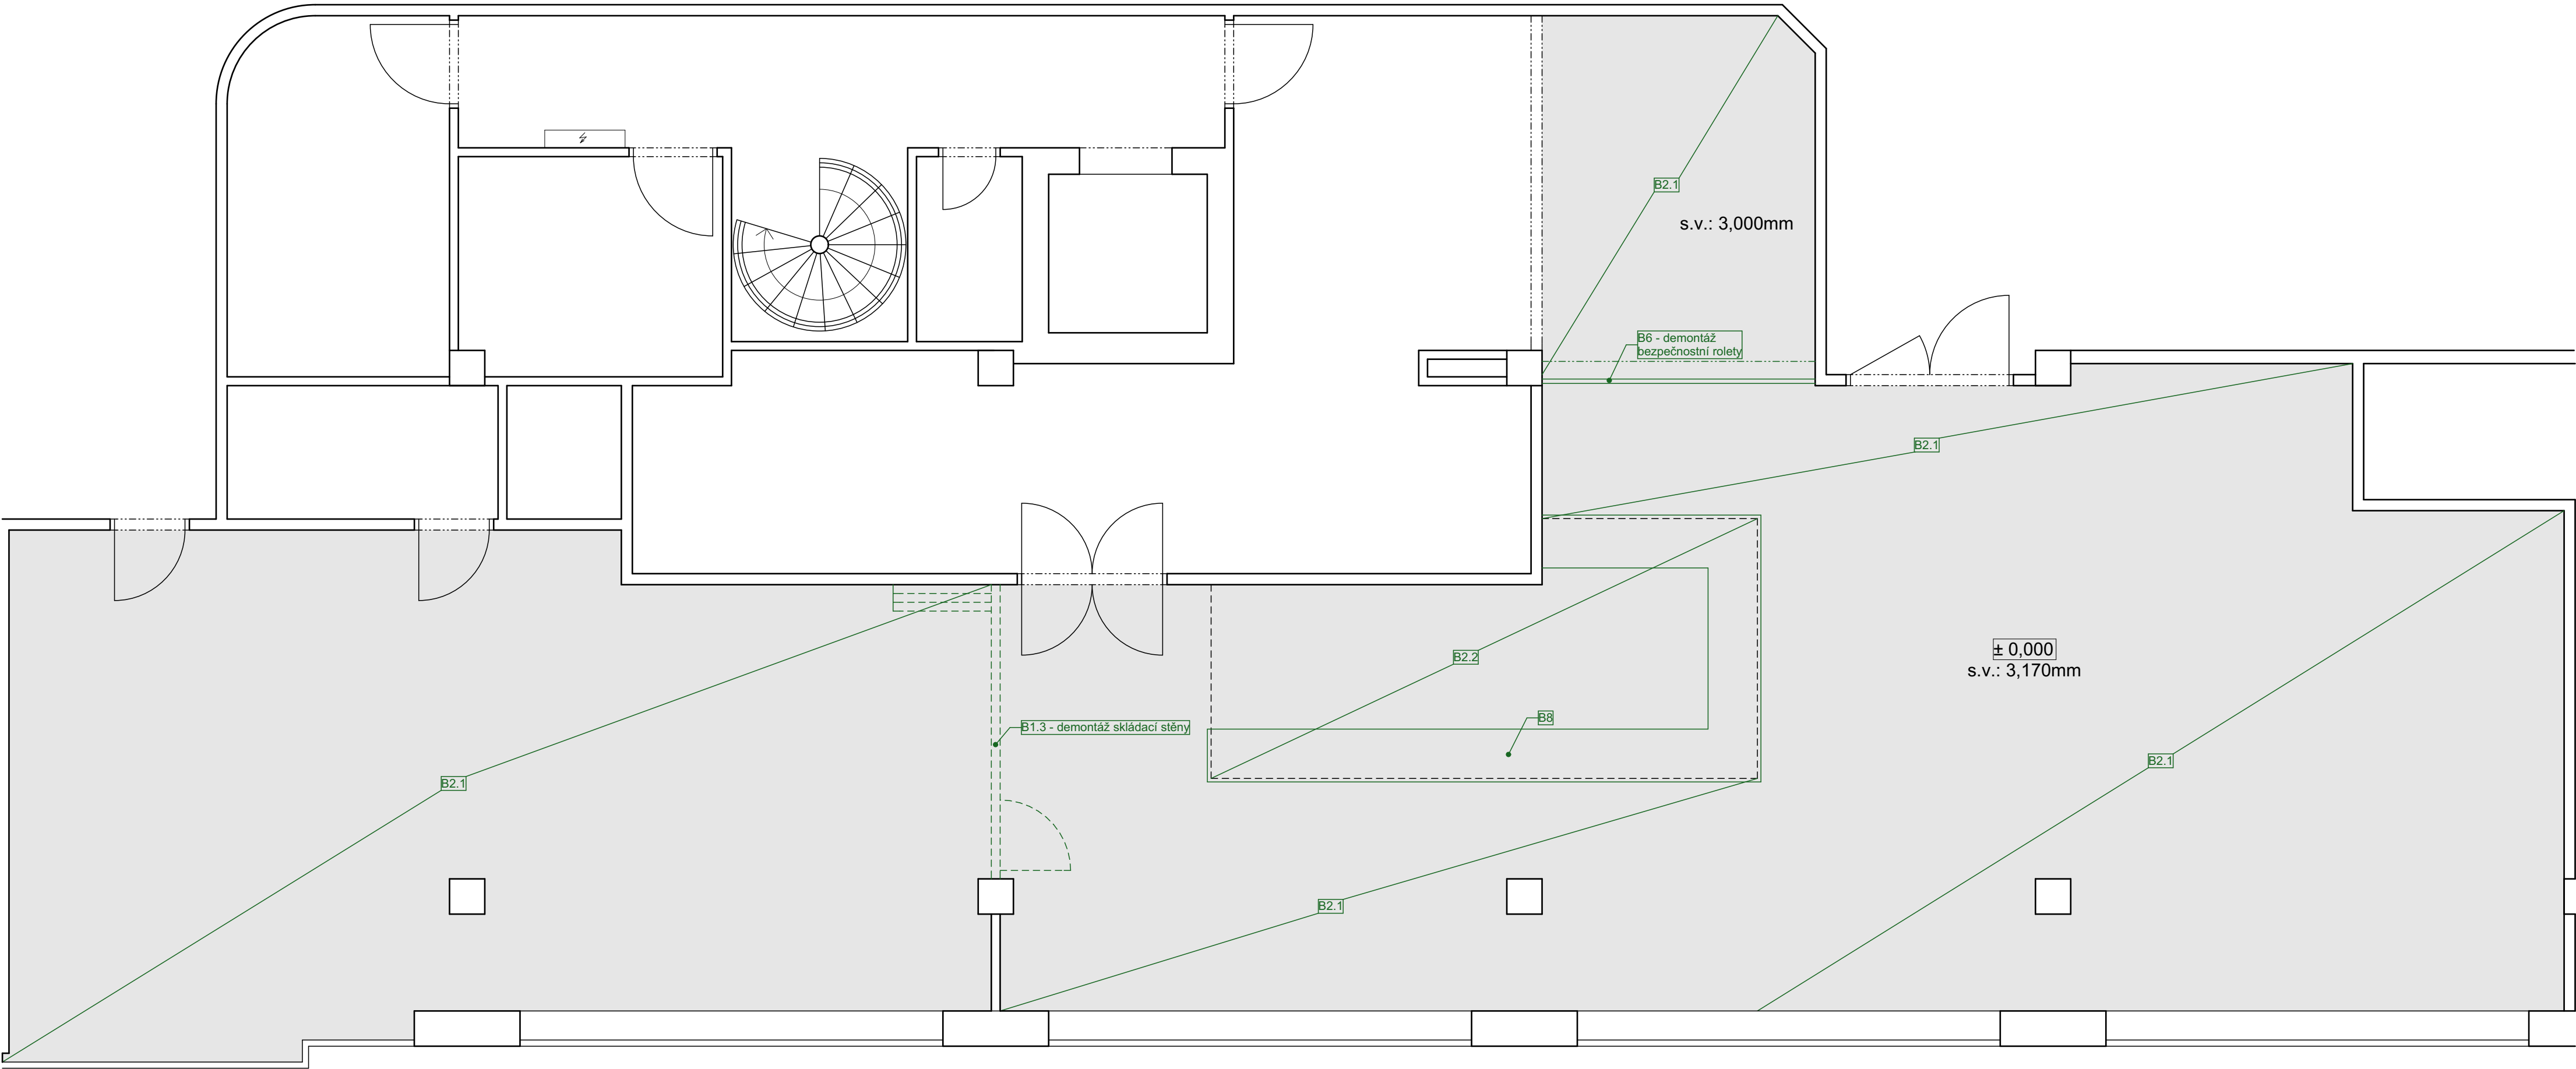 B2.1
s.v.: 3,000mm
B6 - demontáž
bezpečnostní rolety
B2.1
± 0,000
s.v.: 3,170mm
B2.2
B8
B1.3 - demontáž skládací stěny
B2.1
B2.1
B2.1